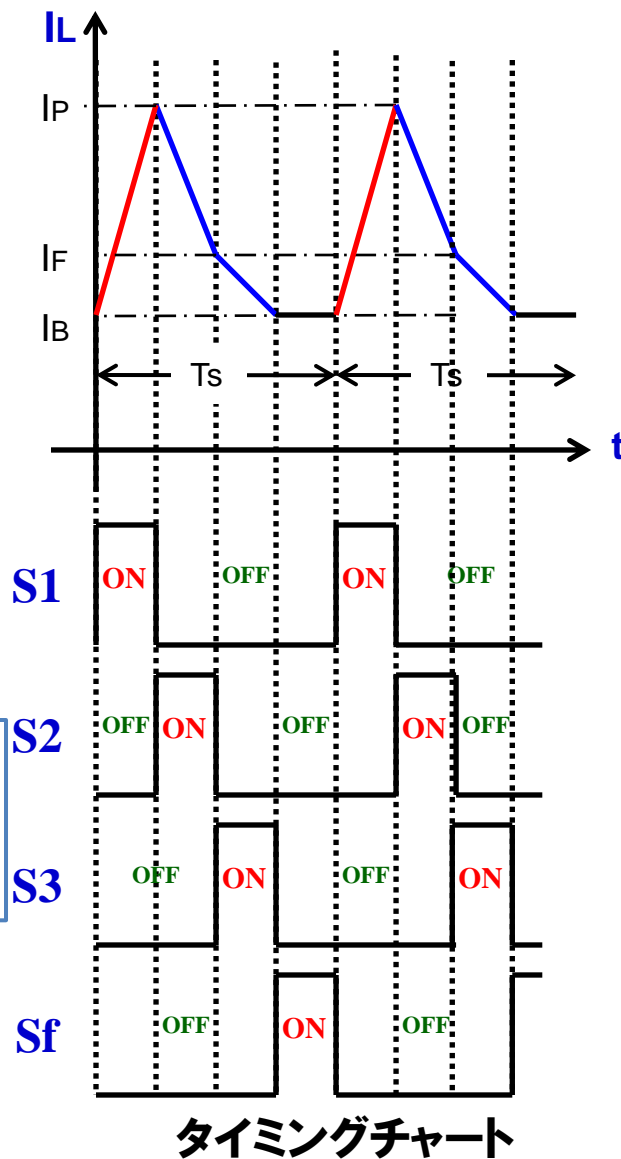 IL
IP
IF
IB
Ts Ts
t
S1 ON OFF ON OFF
S2 OFF ON OFF ON OFF
S3 OFF ON OFF ON
Sf OFF ON OFF
タイミングチャート